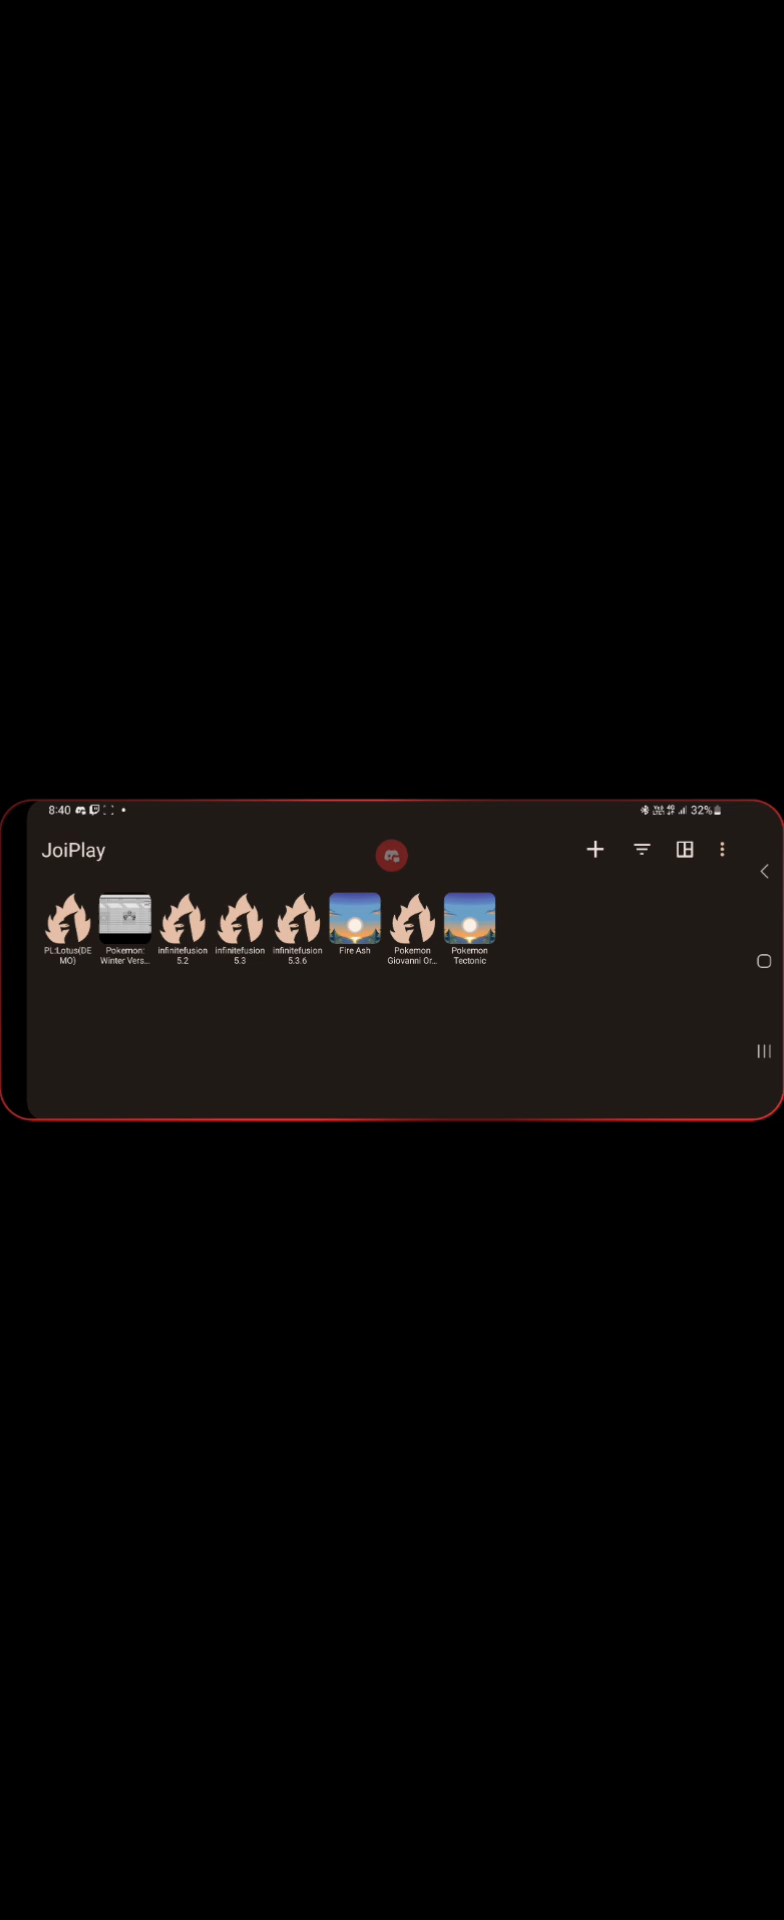 8:40
32%
JoiPlay
PL:Lotus(DE
MO)
Pokemon:
Winter Vers...
infinitefusion
5.2
infinitefusion
5.3
infinitefusion
5.3.6
Fire Ash
Pokemon
Giovanni Or...
Pokemon
Tectonic